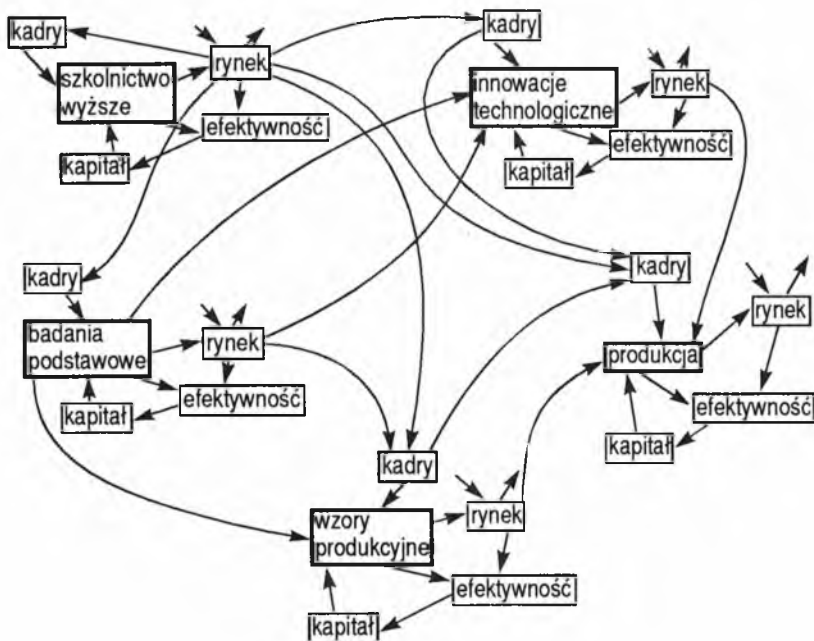 kadry
szkolnictwo
wyższe
rynek
efektywność
kapitał
kadry
innowacje
technologiczne
rynek
efektywność
kapitał
kadry
badania
podstawowe
rynek
efektywność
kapitał
kadry
produkcja
rynek
efektywność
kapitał
kadry
wzory
produkcyjne
rynek
efektywność
kapitał